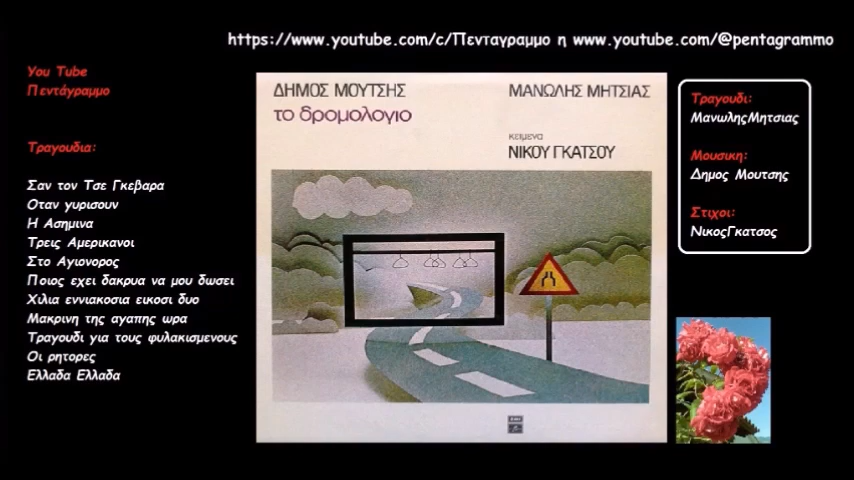 https://www.youtube.com/c/Πενταγραμμο η www.youtube.com/@pentagrammo
You Tube
Πεντάγραμμο
Τραγουδια:
Σαν τον Τσε Γκεβαρα
Οταν γυρισουν
Η Ασημινα
Τρεις Αμερικανοι
Στο Αγιονορος
Ποιος εχει δακρυα να μου δωσει
Χιλια εννιακοσια εικοσι δυο
Μακρινη της αγαπης ωρα
Τραγουδι για τους φυλακισμενους
Οι ρητορες
Ελλαδα Ελλαδα
ΔΗΜΟΣ ΜΟΥΤΣΗΣ
το δρομολογιο
ΜΑΝΩΛΗΣ ΜΗΤΣΙΑΣ
κείμενα
ΝΙΚΟΥ ΓΚΑΤΣΟΥ
Τραγουδι:
ΜανωληςΜητσιας
Μουσικη:
Δημος Μουτσης
Στιχοι:
ΝικοςΓκατσος